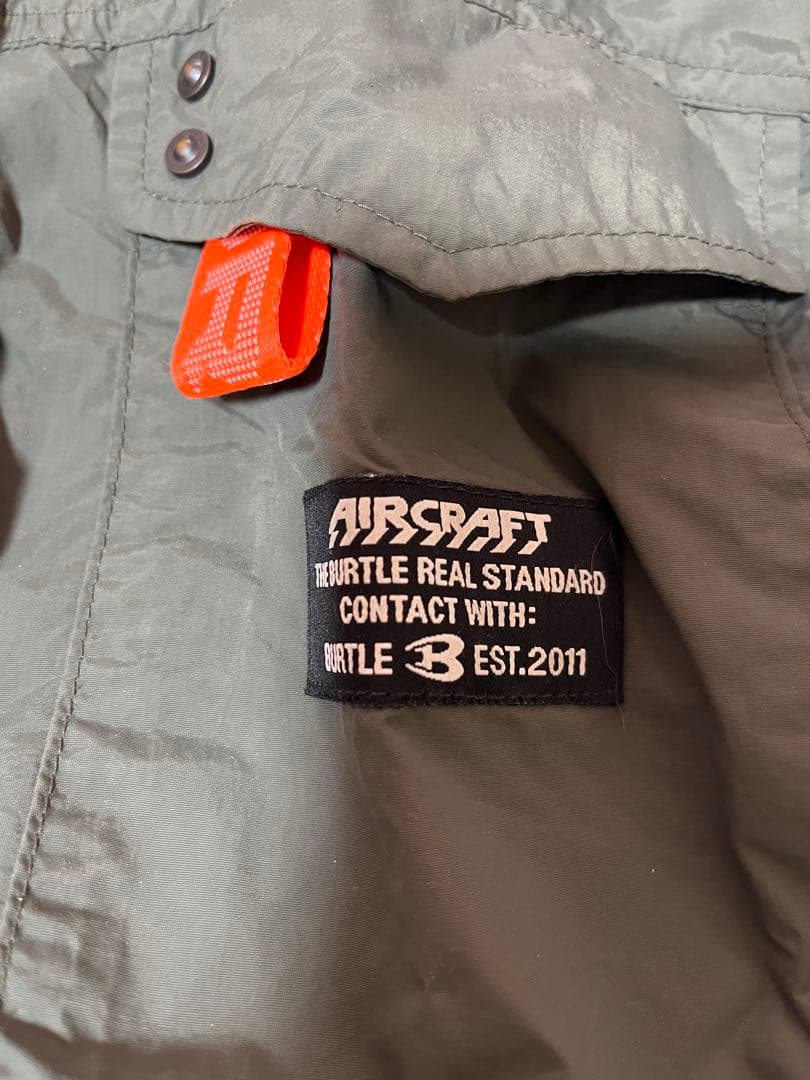 AIRCRAFT
THE BURTLE REAL STANDARD
CONTACT WITH:
BURTLE B EST.2011